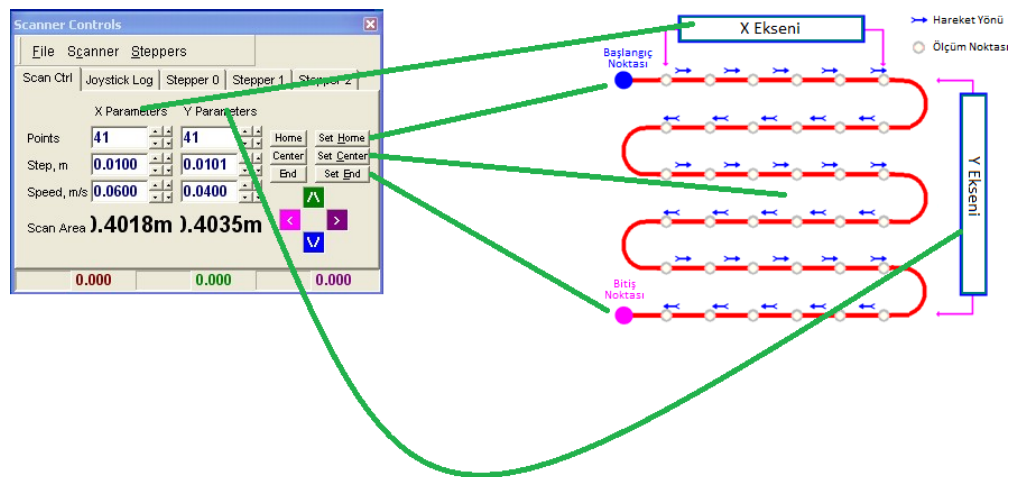 Scanner Controls
File Scanner Steppers
Scan Ctrl Joystick Log Stepper 0 Stepper 1 Stepper 2
X Parameters Y Parameters
Points 41 41 Home Set Home
Step, m 0.0100 0.0101 Center Set Center
Speed, m/s 0.0600 0.0400 End Set End
Scan Area ).4018m ).4035m
0.000 0.000 0.000
X Ekseni
Hareket Yönü
Ölçüm Noktası
Başlangıç
Noktası
Y Ekseni
Bitiş
Noktası